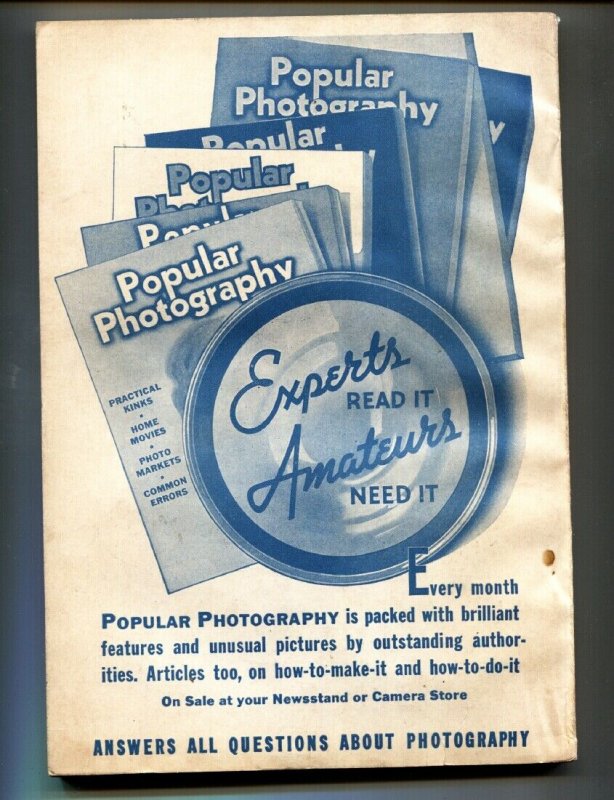 Popular
Photography
Popular
Popular
Popular
Popular
Photography
PRACTICAL
KINKS
•
HOME
MOVIES
•
PHOTO
MARKETS
•
COMMON
ERRORS
Experts
READ IT
Amateurs
NEED IT
Every month
POPULAR PHOTOGRAPHY is packed with brilliant
features and unusual pictures by outstanding author-
ities. Articles too, on how-to-make-it and how-to-do-it
On Sale at your Newsstand or Camera Store
ANSWERS ALL QUESTIONS ABOUT PHOTOGRAPHY